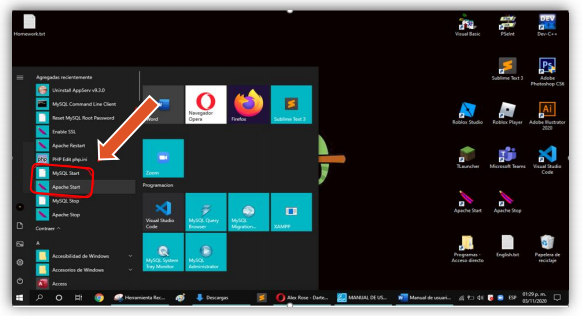 Homework.txt
Visual Basic
PSeInt
Dev-C++
Sublime Text 3
Adobe Photoshop CS6
Roblox Studio
Roblox Player
Adobe Illustrator 2020
TLauncher
Microsoft Teams
Visual Studio Code
Apache Start
Apache Stop
Programas - Acceso directo
English.txt
Papelera de reciclaje
Agregadas recientemente
Uninstall AppServ v9.3.0
MySQL Command Line Client
Reset MySQL Root Password
Enable SSL
Apache Restart
PHP Edit php.ini
MySQL Start
Apache Start
MySQL Stop
Apache Stop
Contraer
A
Accesibilidad de Windows
Accesorios de Windows
Access
Word
Navegador Opera
Firefox
Sublime Text 3
Zoom
Programacion
Visual Studio Code
MySQL Query Browser
MySQL Migration...
XAMPP
MySQL System Tray Monitor
MySQL Administrator
Herramienta Rec...
Descargas
Alex Rose - Darte...
MANUAL DE US...
Manual de usuari...
ESP
01:29 p. m.
03/11/2020